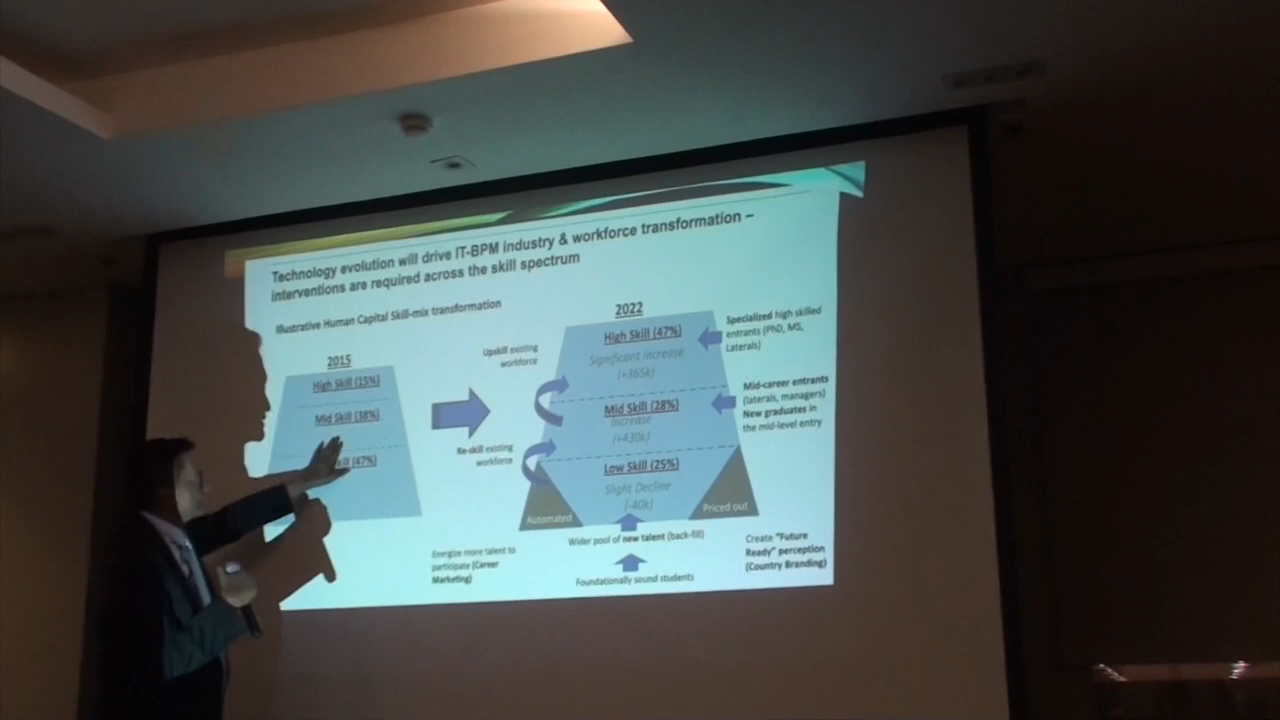 Technology evolution will drive IT-BPM industry & workforce transformation –
interventions are required across the skill spectrum
Illustrative Human Capital Skill-mix transformation
2015
High Skill (15%)
Mid Skill (38%)
(47%)
Upskill existing
workforce
Re-skill existing
workforce
2022
High Skill (47%)
Significant increase
(+365k)
Mid Skill (28%)
Increase
(+430k)
Low Skill (25%)
Slight Decline
(-40k)
Automated
Priced out
Specialized high skilled
entrants (PhD, MS,
Laterals)
Mid-career entrants
(laterals, managers)
New graduates in
the mid-level entry
Wider pool of new talent (back-fill)
Foundationally sound students
Energize more talent to
participate (Career
Marketing)
Create "Future
Ready" perception
(Country Branding)